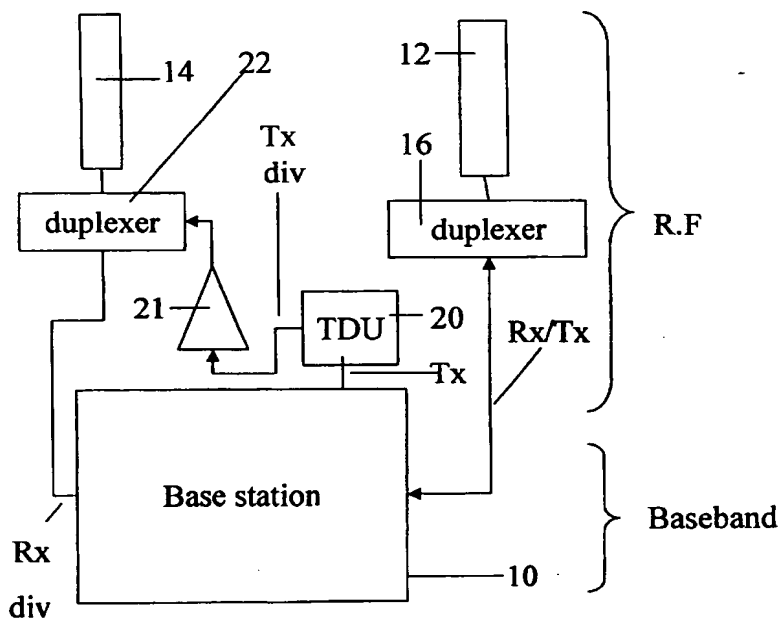 14
22
12
Tx
div
16
duplexer
duplexer
R.F
21
TDU
20
Rx/Tx
Tx
Base station
Baseband
Rx
div
10